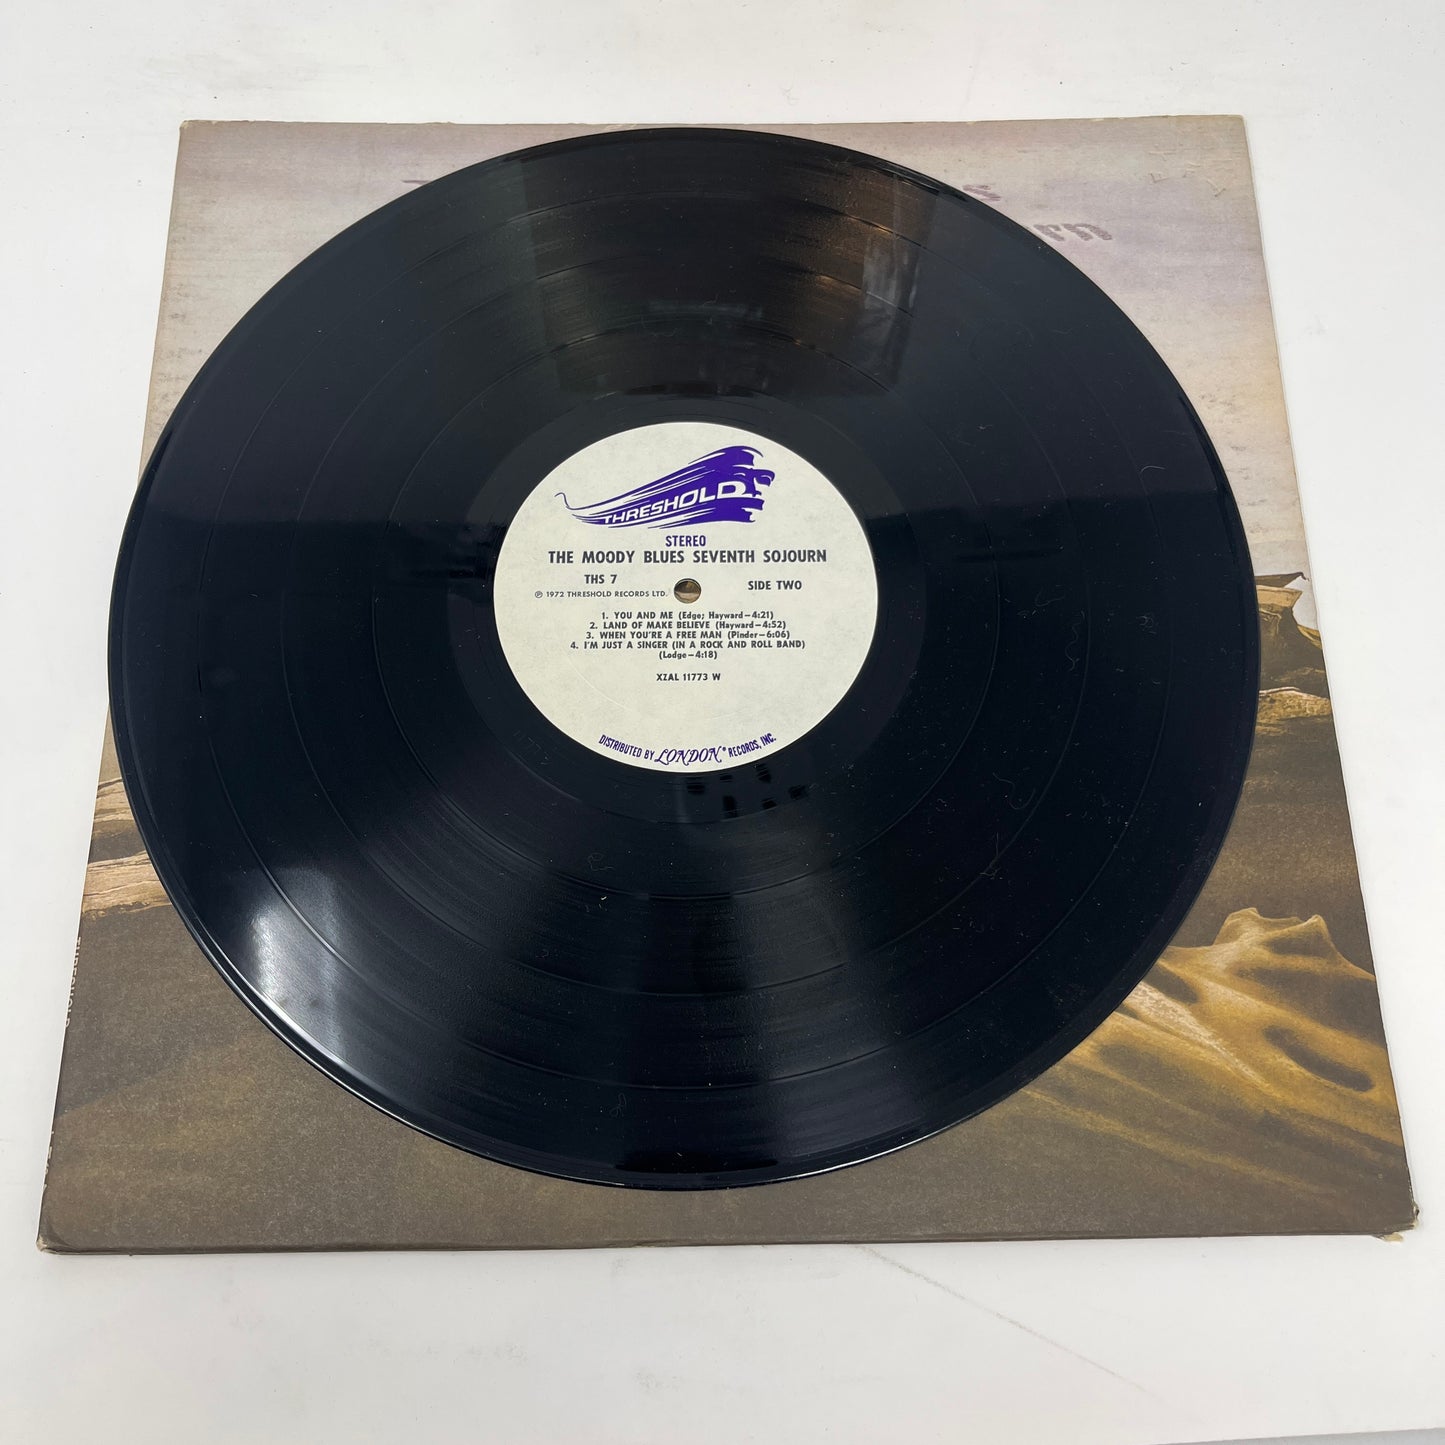 THRESHOLD
STEREO
THE MOODY BLUES SEVENTH SOJOURN
THS 7
SIDE TWO
℗ 1972 THRESHOLD RECORDS LTD.
1. YOU AND ME (Edge; Hayward—4:21)
2. LAND OF MAKE BELIEVE (Hayward—4:52)
3. WHEN YOU'RE A FREE MAN (Pinder—6:06)
4. I'M JUST A SINGER (IN A ROCK AND ROLL BAND)
(Lodge—4:18)
XZAL 11773 W
DISTRIBUTED BY LONDON® RECORDS, INC.
THRESHOLD